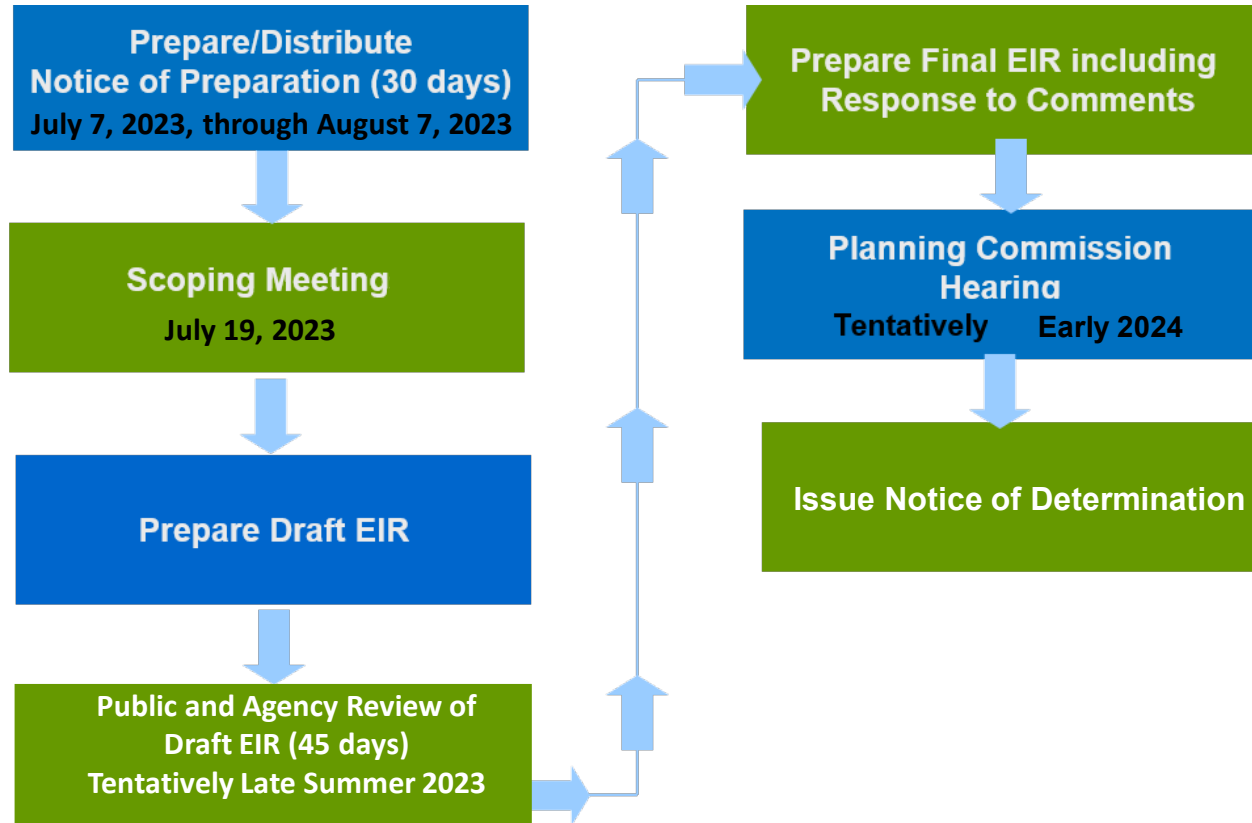 Prepare/Distribute
Notice of Preparation (30 days)
July 7, 2023, through August 7, 2023
Scoping Meeting
July 19, 2023
Prepare Draft EIR
Public and Agency Review of
Draft EIR (45 days)
Tentatively Late Summer 2023
Prepare Final EIR including
Response to Comments
Planning Commission
Hearing
Tentatively Early 2024
Issue Notice of Determination